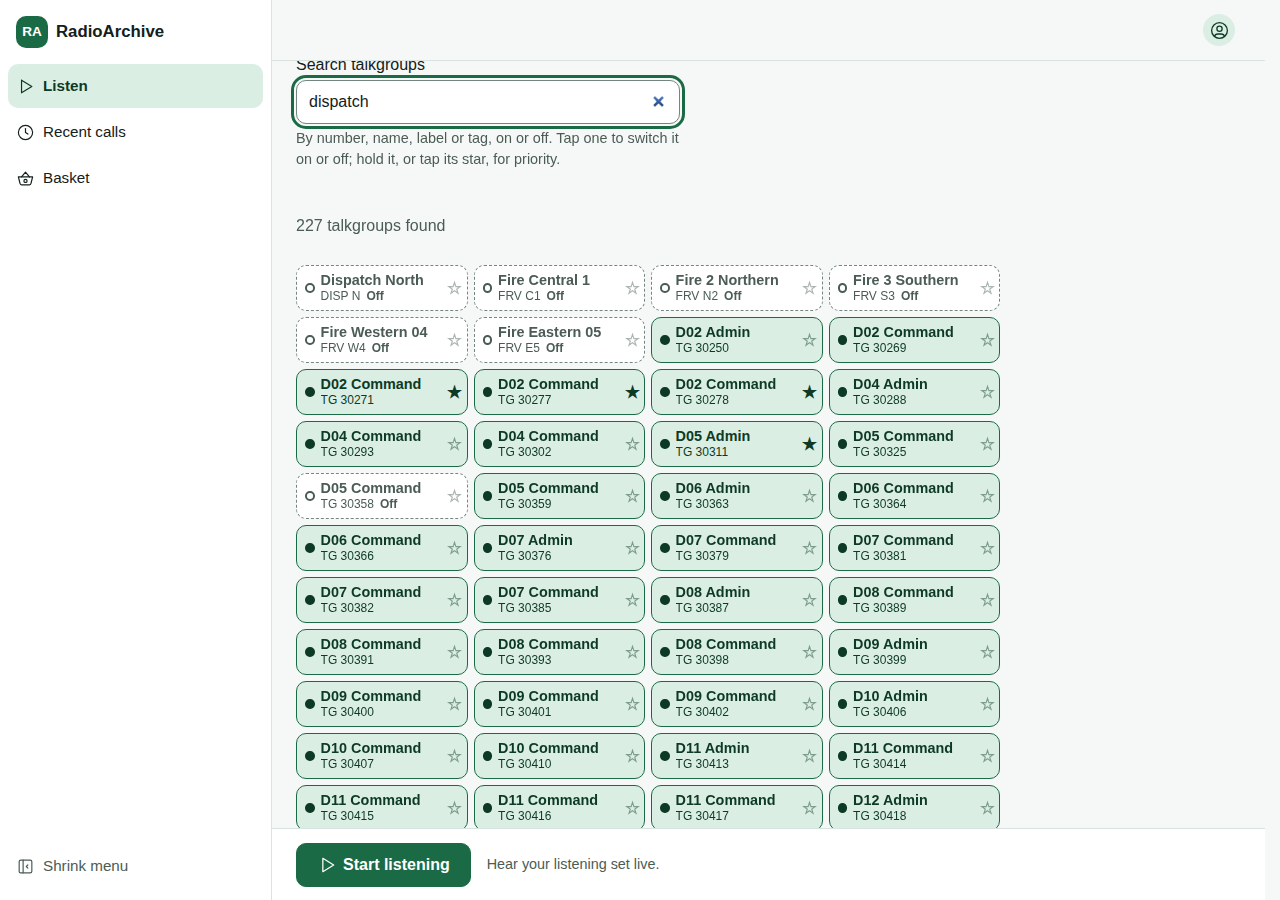 RA RadioArchive
Listen
Recent calls
Basket
Shrink menu
Search talkgroups
dispatch
By number, name, label or tag, on or off. Tap one to switch it
on or off; hold it, or tap its star, for priority.
227 talkgroups found
Dispatch North
DISP N Off
Fire Central 1
FRV C1 Off
Fire 2 Northern
FRV N2 Off
Fire 3 Southern
FRV S3 Off
Fire Western 04
FRV W4 Off
Fire Eastern 05
FRV E5 Off
D02 Admin
TG 30250
D02 Command
TG 30269
D02 Command
TG 30271
D02 Command
TG 30277
D02 Command
TG 30278
D04 Admin
TG 30288
D04 Command
TG 30293
D04 Command
TG 30302
D05 Admin
TG 30311
D05 Command
TG 30325
D05 Command
TG 30358 Off
D05 Command
TG 30359
D06 Admin
TG 30363
D06 Command
TG 30364
D06 Command
TG 30366
D07 Admin
TG 30376
D07 Command
TG 30379
D07 Command
TG 30381
D07 Command
TG 30382
D07 Command
TG 30385
D08 Admin
TG 30387
D08 Command
TG 30389
D08 Command
TG 30391
D08 Command
TG 30393
D08 Command
TG 30398
D09 Admin
TG 30399
D09 Command
TG 30400
D09 Command
TG 30401
D09 Command
TG 30402
D10 Admin
TG 30406
D10 Command
TG 30407
D10 Command
TG 30410
D11 Admin
TG 30413
D11 Command
TG 30414
D11 Command
TG 30415
D11 Command
TG 30416
D11 Command
TG 30417
D12 Admin
TG 30418
Start listening
Hear your listening set live.